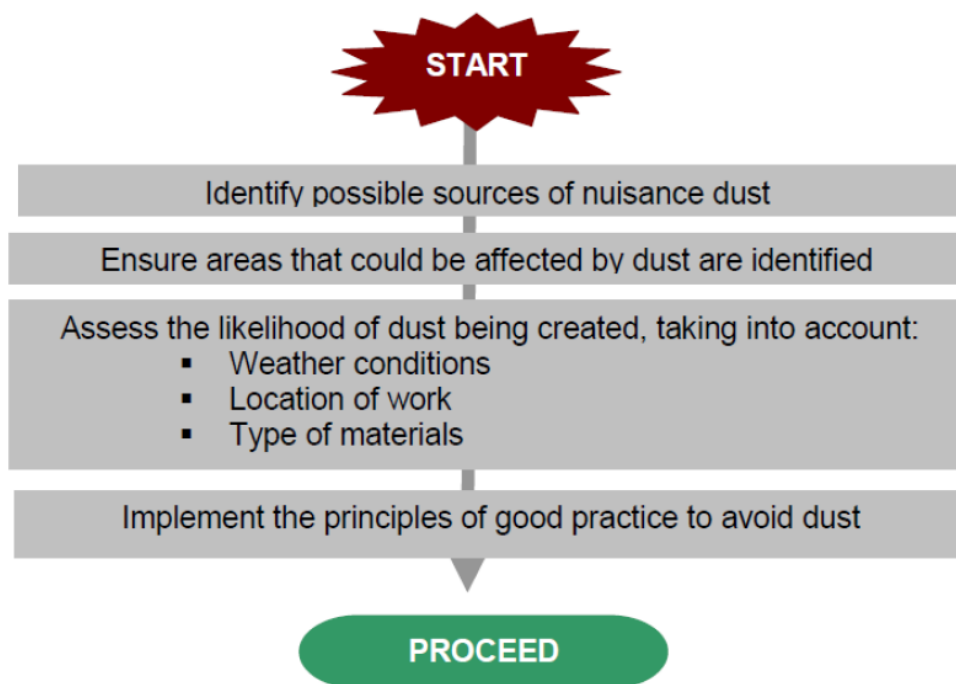 START
Identify possible sources of nuisance dust
Ensure areas that could be affected by dust are identified
Assess the likelihood of dust being created, taking into account:
▪ Weather conditions
▪ Location of work
▪ Type of materials
Implement the principles of good practice to avoid dust
PROCEED